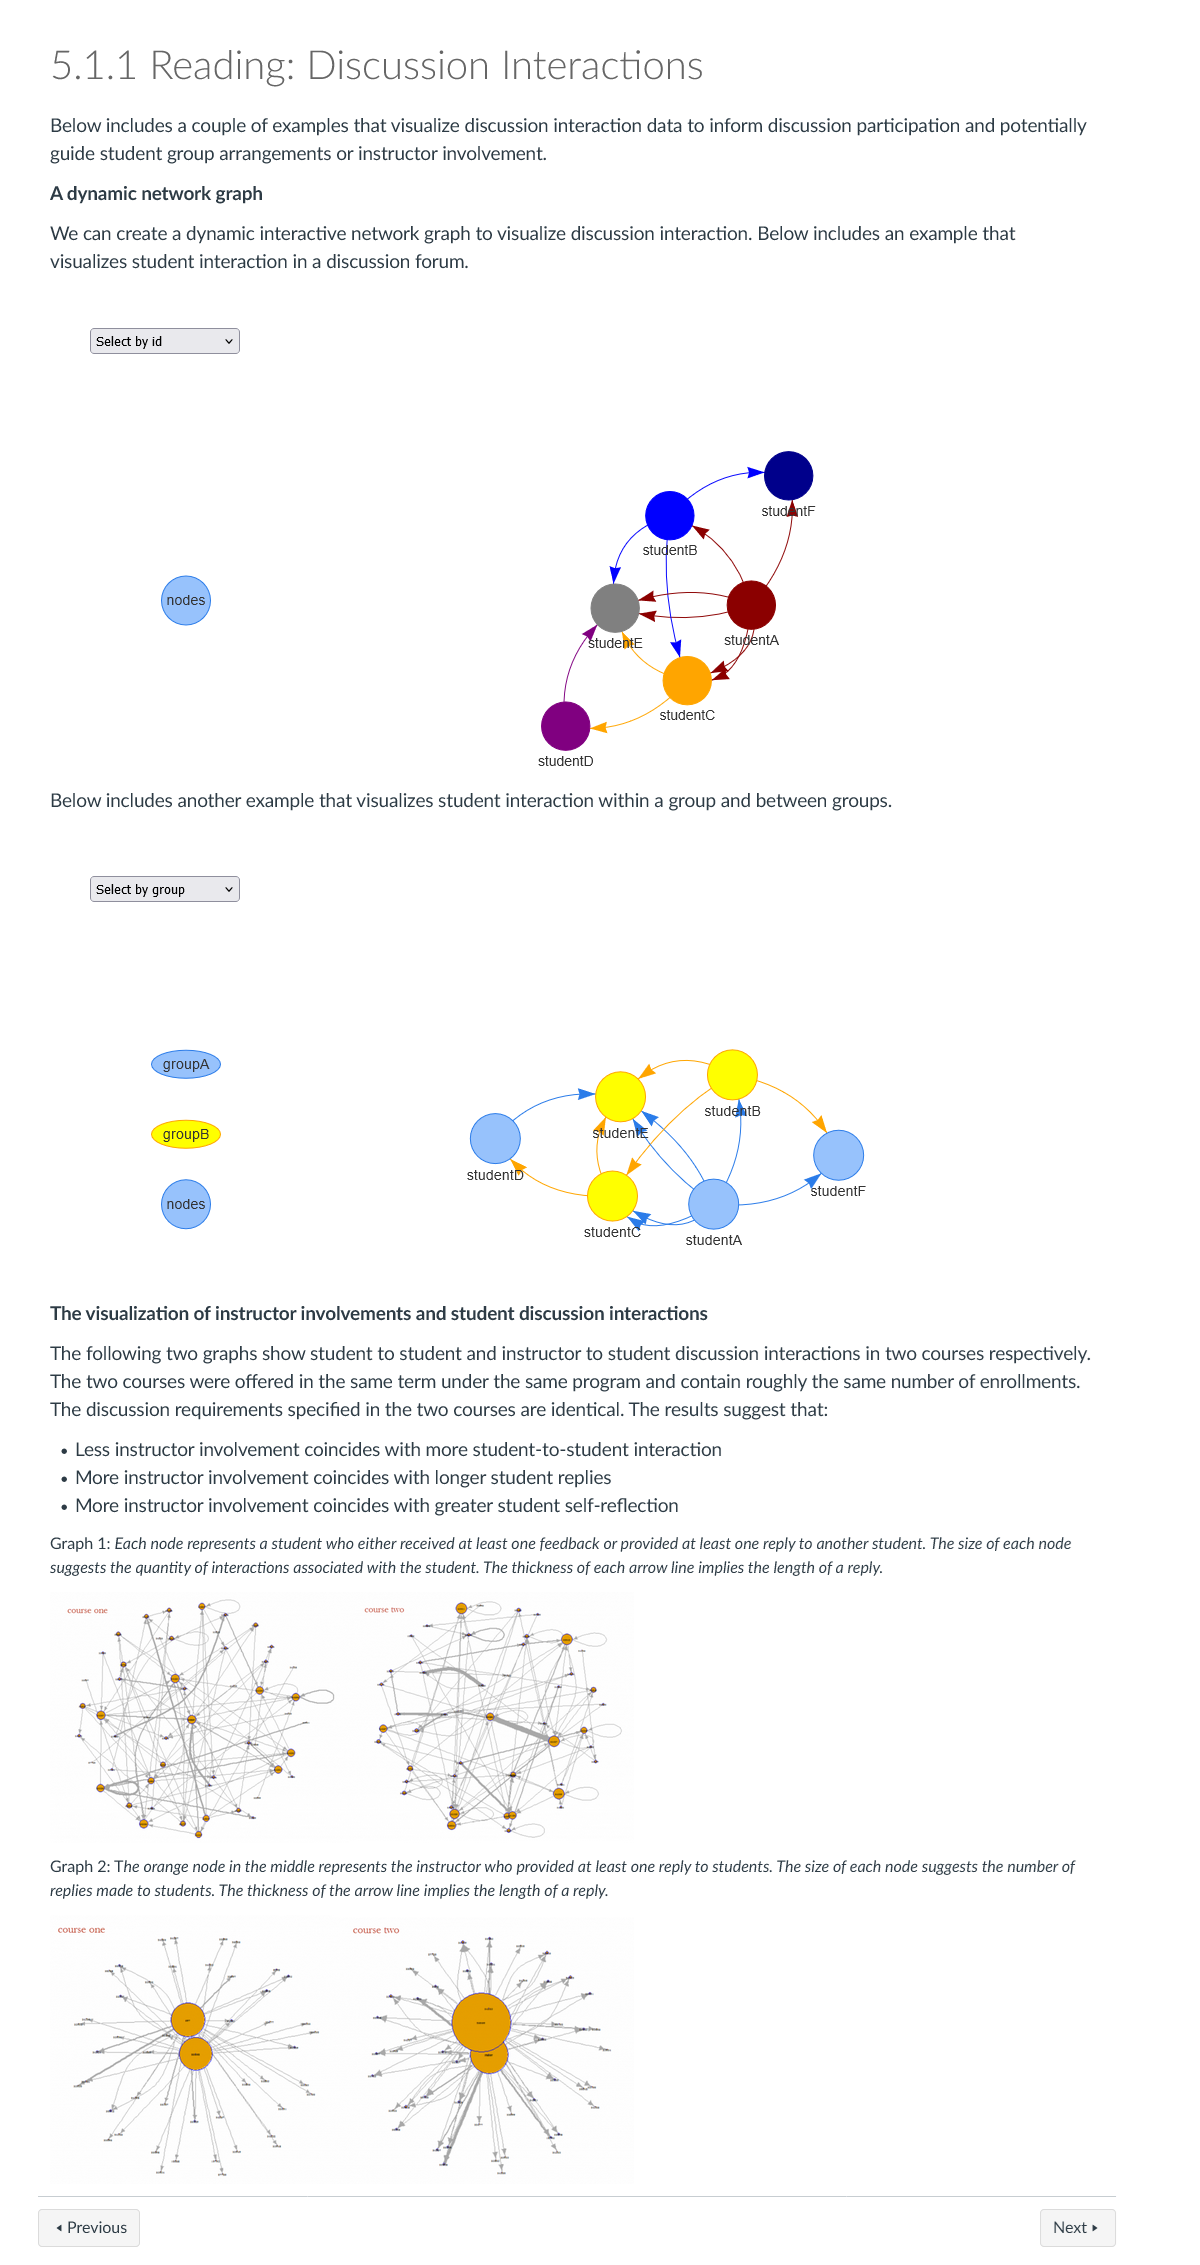 5.1.1 Reading: Discussion Interactions
Below includes a couple of examples that visualize discussion interaction data to inform discussion participation and potentially
guide student group arrangements or instructor involvement.
A dynamic network graph
We can create a dynamic interactive network graph to visualize discussion interaction. Below includes an example that
visualizes student interaction in a discussion forum.
Select by id
studentF
studentB
nodes
studentE
studentA
studentC
studentD
Below includes another example that visualizes student interaction within a group and between groups.
Select by group
groupA
groupB
nodes
studentB
studentE
studentD
studentF
studentC
studentA
The visualization of instructor involvements and student discussion interactions
The following two graphs show student to student and instructor to student discussion interactions in two courses respectively.
The two courses were offered in the same term under the same program and contain roughly the same number of enrollments.
The discussion requirements specified in the two courses are identical. The results suggest that:
• Less instructor involvement coincides with more student-to-student interaction
• More instructor involvement coincides with longer student replies
• More instructor involvement coincides with greater student self-reflection
Graph 1: Each node represents a student who either received at least one feedback or provided at least one reply to another student. The size of each node
suggests the quantity of interactions associated with the student. The thickness of each arrow line implies the length of a reply.
course one
course two
Graph 2: The orange node in the middle represents the instructor who provided at least one reply to students. The size of each node suggests the number of
replies made to students. The thickness of the arrow line implies the length of a reply.
course one
course two
Previous
Next